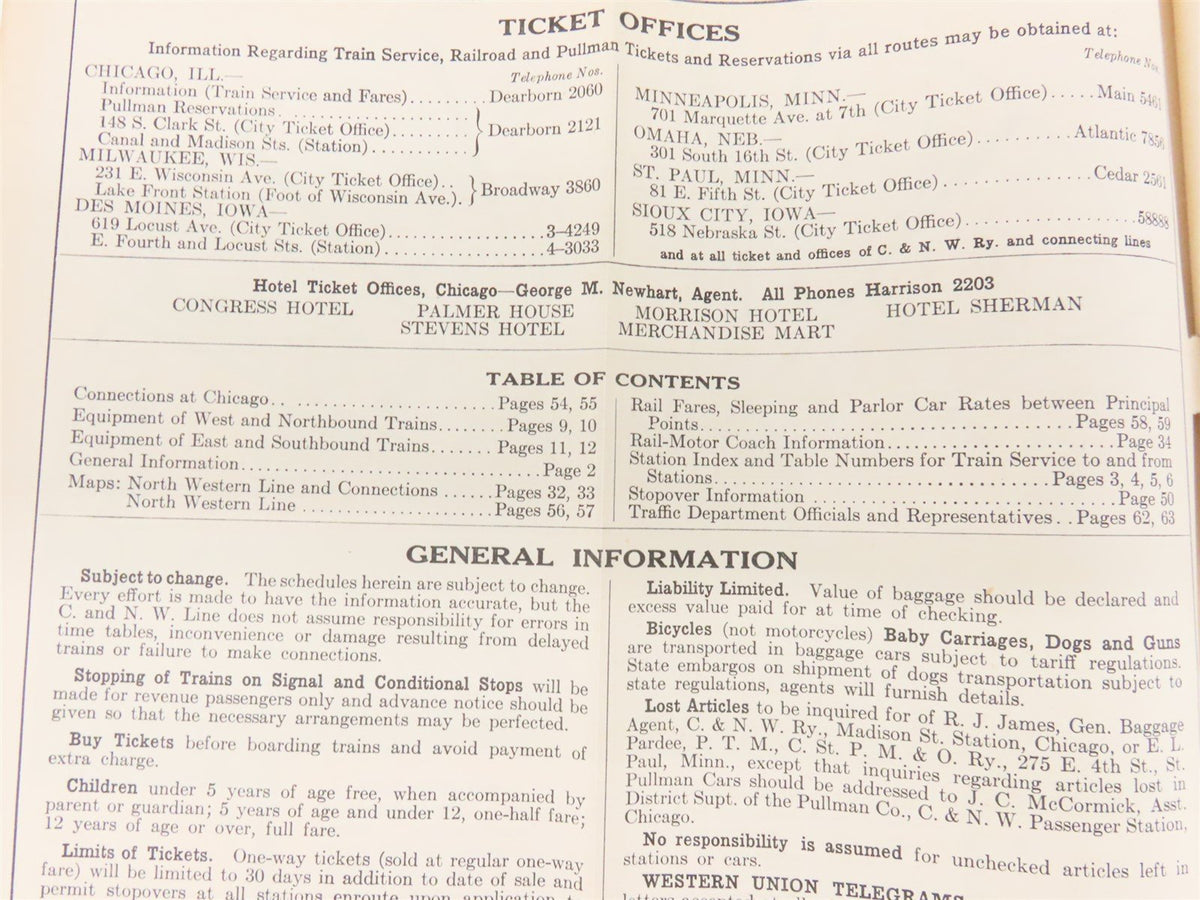 TICKET OFFICES
Information Regarding Train Service, Railroad and Pullman Tickets and Reservations via all routes may be obtained at:
Telephone Nos.
CHICAGO, ILL.—
Information (Train Service and Fares)........Dearborn 2060
Pullman Reservations....................
148 S. Clark St. (City Ticket Office).........} Dearborn 2121
Canal and Madison Sts. (Station)..........
MILWAUKEE, WIS.—
231 E. Wisconsin Ave. (City Ticket Office)..
Lake Front Station (Foot of Wisconsin Ave.).} Broadway 3860
DES MOINES, IOWA—
619 Locust Ave. (City Ticket Office)..................3-4249
E. Fourth and Locust Sts. (Station)..................4-3033
Telephone Nos.
MINNEAPOLIS, MINN.—
701 Marquette Ave. at 7th (City Ticket Office).....Main 5461
OMAHA, NEB.—
301 South 16th St. (City Ticket Office)..........Atlantic 7856
ST. PAUL, MINN.—
81 E. Fifth St. (City Ticket Office)...............Cedar 2561
SIOUX CITY, IOWA—
518 Nebraska St. (City Ticket Office)..................58888
and at all ticket and offices of C. & N. W. Ry. and connecting lines
Hotel Ticket Offices, Chicago—George M. Newhart, Agent. All Phones Harrison 2203
CONGRESS HOTEL PALMER HOUSE MORRISON HOTEL HOTEL SHERMAN
STEVENS HOTEL MERCHANDISE MART
TABLE OF CONTENTS
Connections at Chicago.. ......................Pages 54, 55
Equipment of West and Northbound Trains........Pages 9, 10
Equipment of East and Southbound Trains....... Pages 11, 12
General Information...................................Page 2
Maps: North Western Line and Connections ......Pages 32, 33
North Western Line ......................Pages 56, 57
Rail Fares, Sleeping and Parlor Car Rates between Principal
Points.....................................Pages 58, 59
Rail-Motor Coach Information.........................Page 34
Station Index and Table Numbers for Train Service to and from
Stations..................................Pages 3, 4, 5, 6
Stopover Information .................................Page 50
Traffic Department Officials and Representatives..Pages 62, 63
GENERAL INFORMATION
Subject to change. The schedules herein are subject to change.
Every effort is made to have the information accurate, but the
C. and N. W. Line does not assume responsibility for errors in
time tables, inconvenience or damage resulting from delayed
trains or failure to make connections.
Stopping of Trains on Signal and Conditional Stops will be
made for revenue passengers only and advance notice should be
given so that the necessary arrangements may be perfected.
Buy Tickets before boarding trains and avoid payment of
extra charge.
Children under 5 years of age free, when accompanied by
parent or guardian; 5 years of age and under 12, one-half fare;
12 years of age or over, full fare.
Limits of Tickets. One-way tickets (sold at regular one-way
fare) will be limited to 30 days in addition to date of sale and
permit stopovers at all stations enroute upon application
Liability Limited. Value of baggage should be declared and
excess value paid for at time of checking.
Bicycles (not motorcycles) Baby Carriages, Dogs and Guns
are transported in baggage cars subject to tariff regulations.
State embargos on shipment of dogs transportation subject to
state regulations, agents will furnish details.
Lost Articles to be inquired for of R. J. James, Gen. Baggage
Agent, C. & N. W. Ry., Madison St. Station, Chicago, or E. L.
Pardee, P. T. M., C. St. P. M. & O. Ry., 275 E. 4th St., St.
Paul, Minn., except that inquiries regarding articles lost in
Pullman Cars should be addressed to J. C. McCormick, Asst.
District Supt. of the Pullman Co., C. & N. W. Passenger Station,
Chicago.
No responsibility is assumed for unchecked articles left in
stations or cars.
WESTERN UNION TELEGRAMS